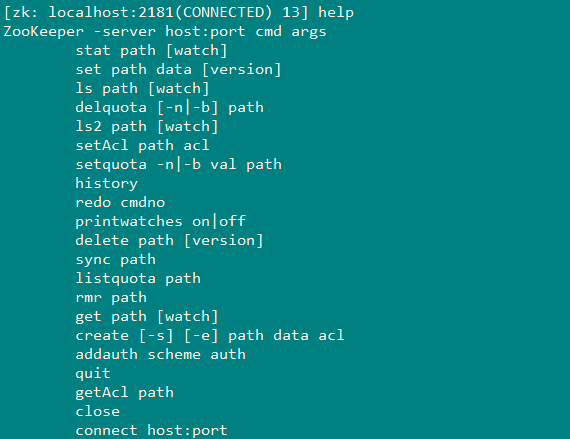 [zk: localhost:2181(CONNECTED) 13] help
ZooKeeper -server host:port cmd args
stat path [watch]
set path data [version]
ls path [watch]
delquota [-n|-b] path
ls2 path [watch]
setAcl path acl
setquota -n|-b val path
history
redo cmdno
printwatches on|off
delete path [version]
sync path
listquota path
rmr path
get path [watch]
create [-s] [-e] path data acl
addauth scheme auth
quit
getAcl path
close
connect host:port